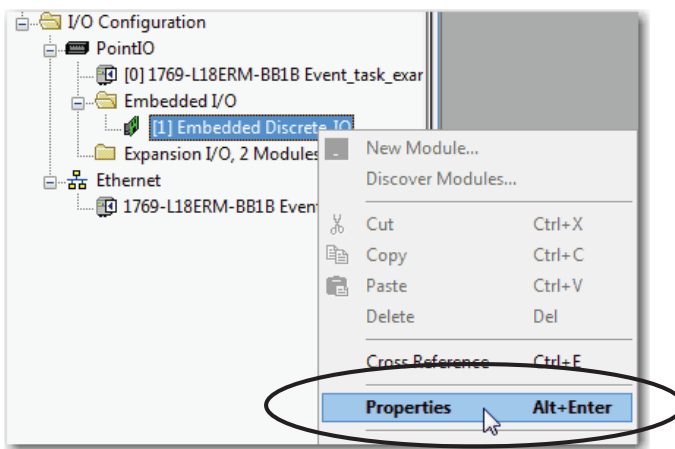 I/O Configuration
PointIO
[0] 1769-L18ERM-BB1B Event_task_exar
Embedded I/O
[1] Embedded Discrete_IO
Expansion I/O, 2 Modules
Ethernet
1769-L18ERM-BB1B Even
New Module...
Discover Modules...
Cut Ctrl+X
Copy Ctrl+C
Paste Ctrl+V
Delete Del
Cross Reference Ctrl+E
Properties Alt+Enter